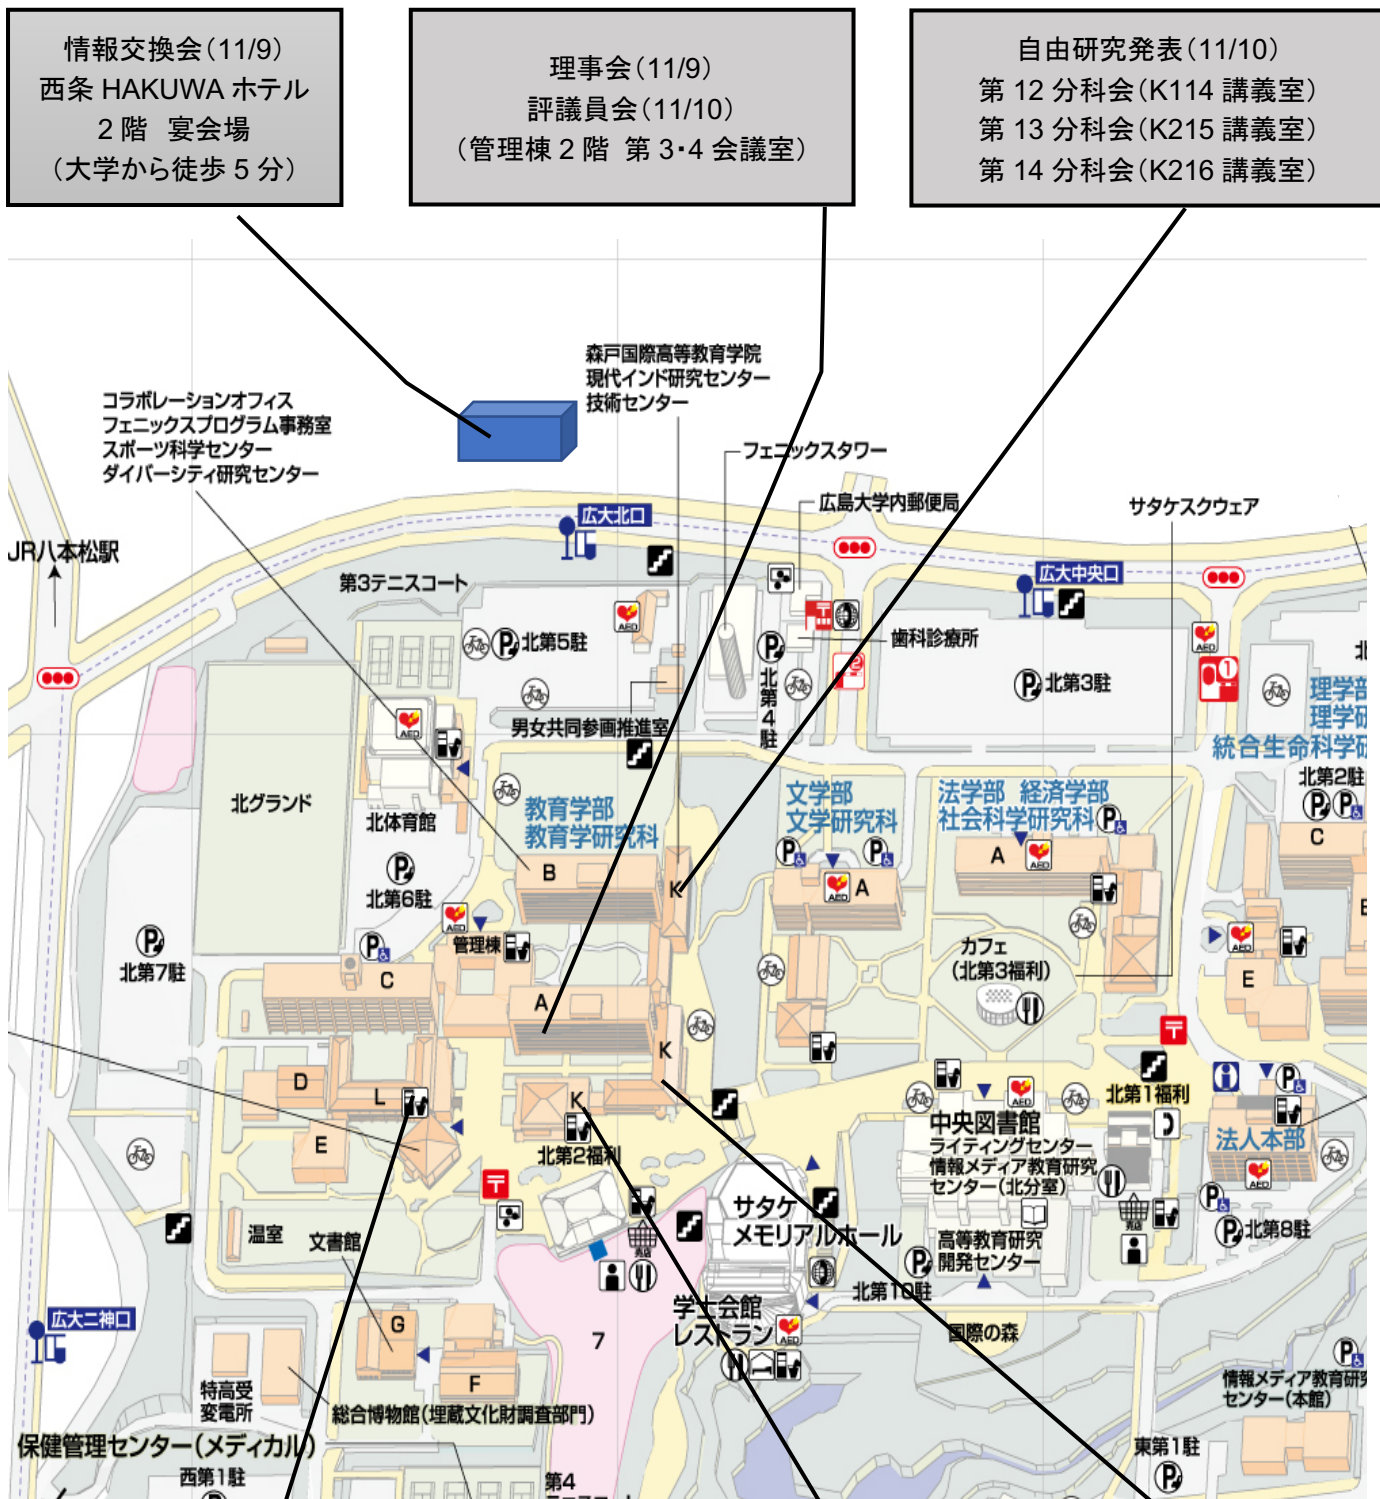 情報交換会（11/9）
西条 HAKUWA ホテル
2 階 宴会場
（大学から徒歩 5 分）
理事会（11/9）
評議員会（11/10）
（管理棟 2 階 第 3・4 会議室）
自由研究発表（11/10）
第 12 分科会（K114 講義室）
第 13 分科会（K215 講義室）
第 14 分科会（K216 講義室）
森戸国際高等教育学院
現代インド研究センター
技術センター
コラボレーションオフィス
フェニックスプログラム事務室
スポーツ科学センター
ダイバーシティ研究センター
フェニックスタワー
広島大学内郵便局
サタケスクウェア
広大北口
JR八本松駅
広大中央口
第3テニスコート
北第5駐
歯科診療所
北第4駐
北第3駐
男女共同参画推進室
理学部
統合生命科学研
北第2駐
北グランド
北体育館
教育学部
教育学研究科
文学部
文学研究科
法学部 経済学部
社会科学研究科
北第6駐
B
K
A
A
C
管理棟
北第7駐
C
A
カフェ
（北第3福利）
E
K
D
L
E
K
北第2福利
中央図書館
ライティングセンター
情報メディア教育研究
センター（北分室）
北第1福利
法人本部
サタケ
メモリアルホール
高等教育研究
開発センター
北第8駐
温室
文書館
売店
売店
北第10駐
学士会館
レストラン
国際の森
広大二神口
G
F
7
特高受
変電所
総合博物館（埋蔵文化財調査部門）
情報メディア教育研究
センター（本館）
保健管理センター（メディカル）
西第1駐
第4
東第1駐
AED
AED
AED
AED
AED
AED
AED
AED
AED
AED
AED